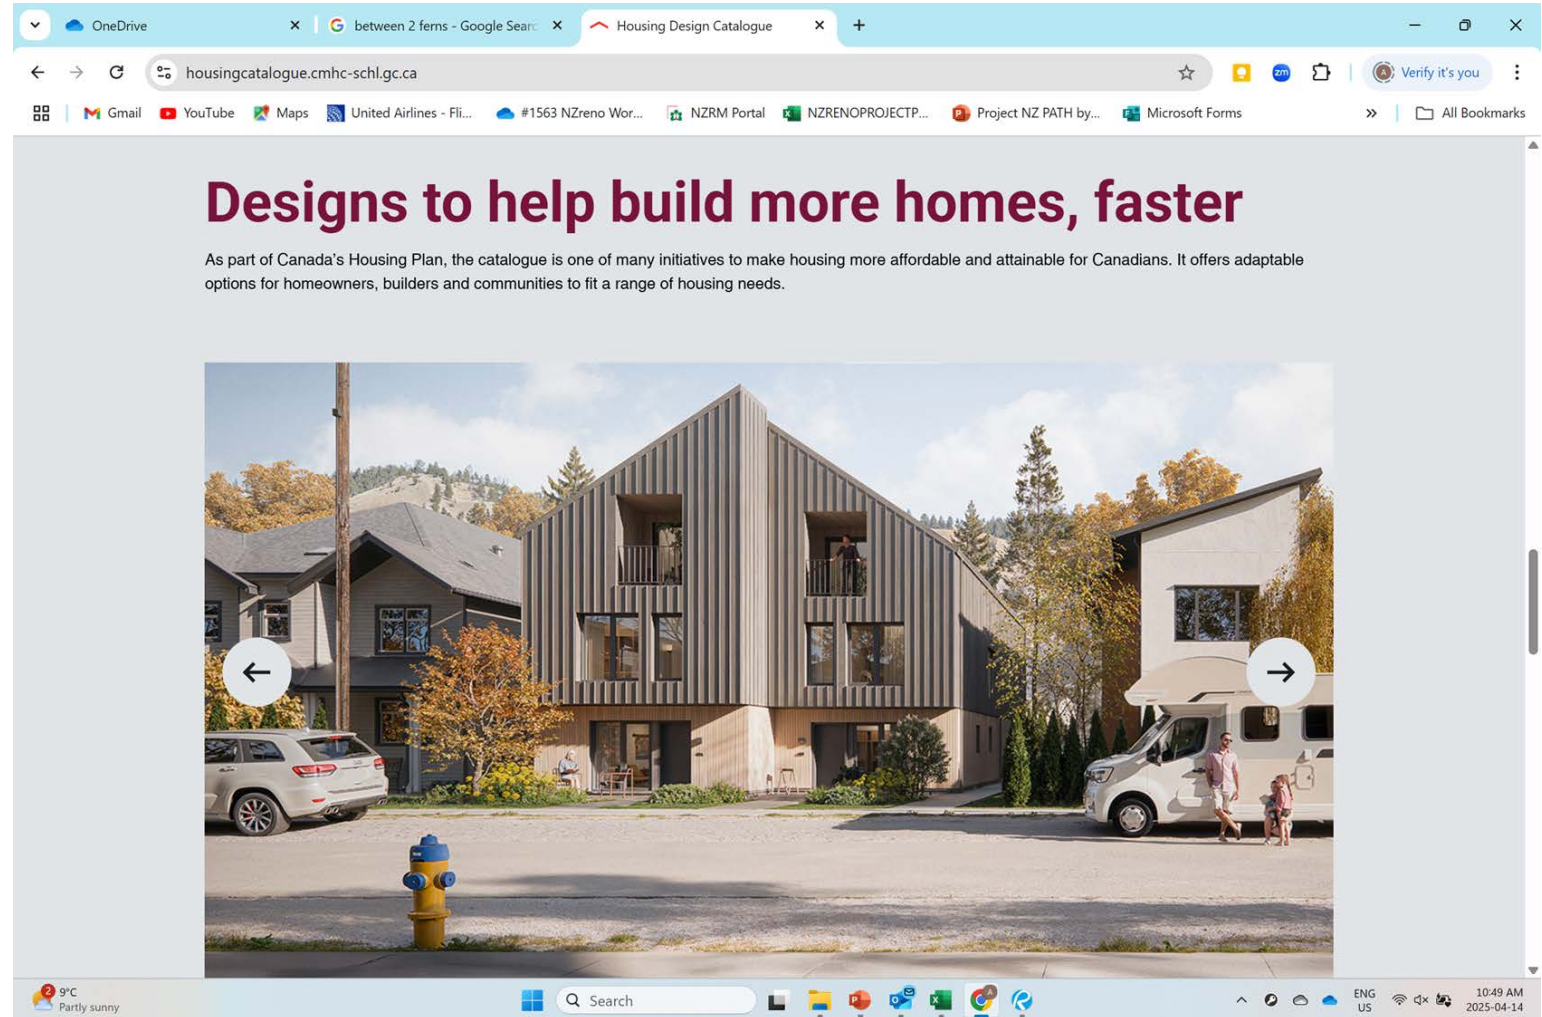 OneDrive
between 2 ferns - Google Searc
Housing Design Catalogue
housingcatalogue.cmhc-schl.gc.ca
zm
A
Verify it's you
Gmail
YouTube
Maps
United Airlines - Fli...
#1563 NZreno Wor...
NZRM Portal
NZRENOPROJECTP...
Project NZ PATH by...
Microsoft Forms
All Bookmarks
Designs to help build more homes, faster
As part of Canada's Housing Plan, the catalogue is one of many initiatives to make housing more affordable and attainable for Canadians. It offers adaptable
options for homeowners, builders and communities to fit a range of housing needs.
2
9°C
Partly sunny
Search
A
ENG
US
10:49 AM
2025-04-14